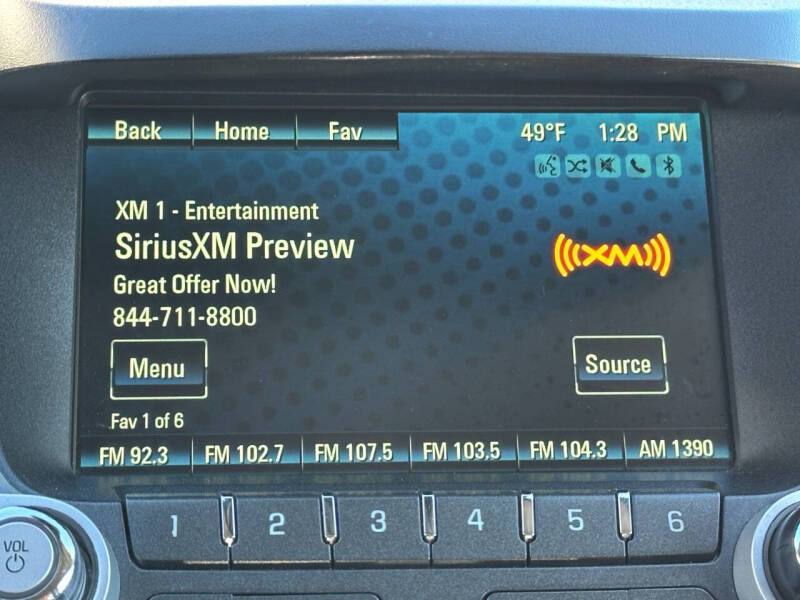 Back Home Fav 49°F 1:28 PM
XM 1 - Entertainment
SiriusXM Preview
XM
Great Offer Now!
844-711-8800
Menu Source
Fav 1 of 6
FM 92.3 FM 102.7 FM 107.5 FM 103.5 FM 104.3 AM 1390
1 2 3 4 5 6
VOL